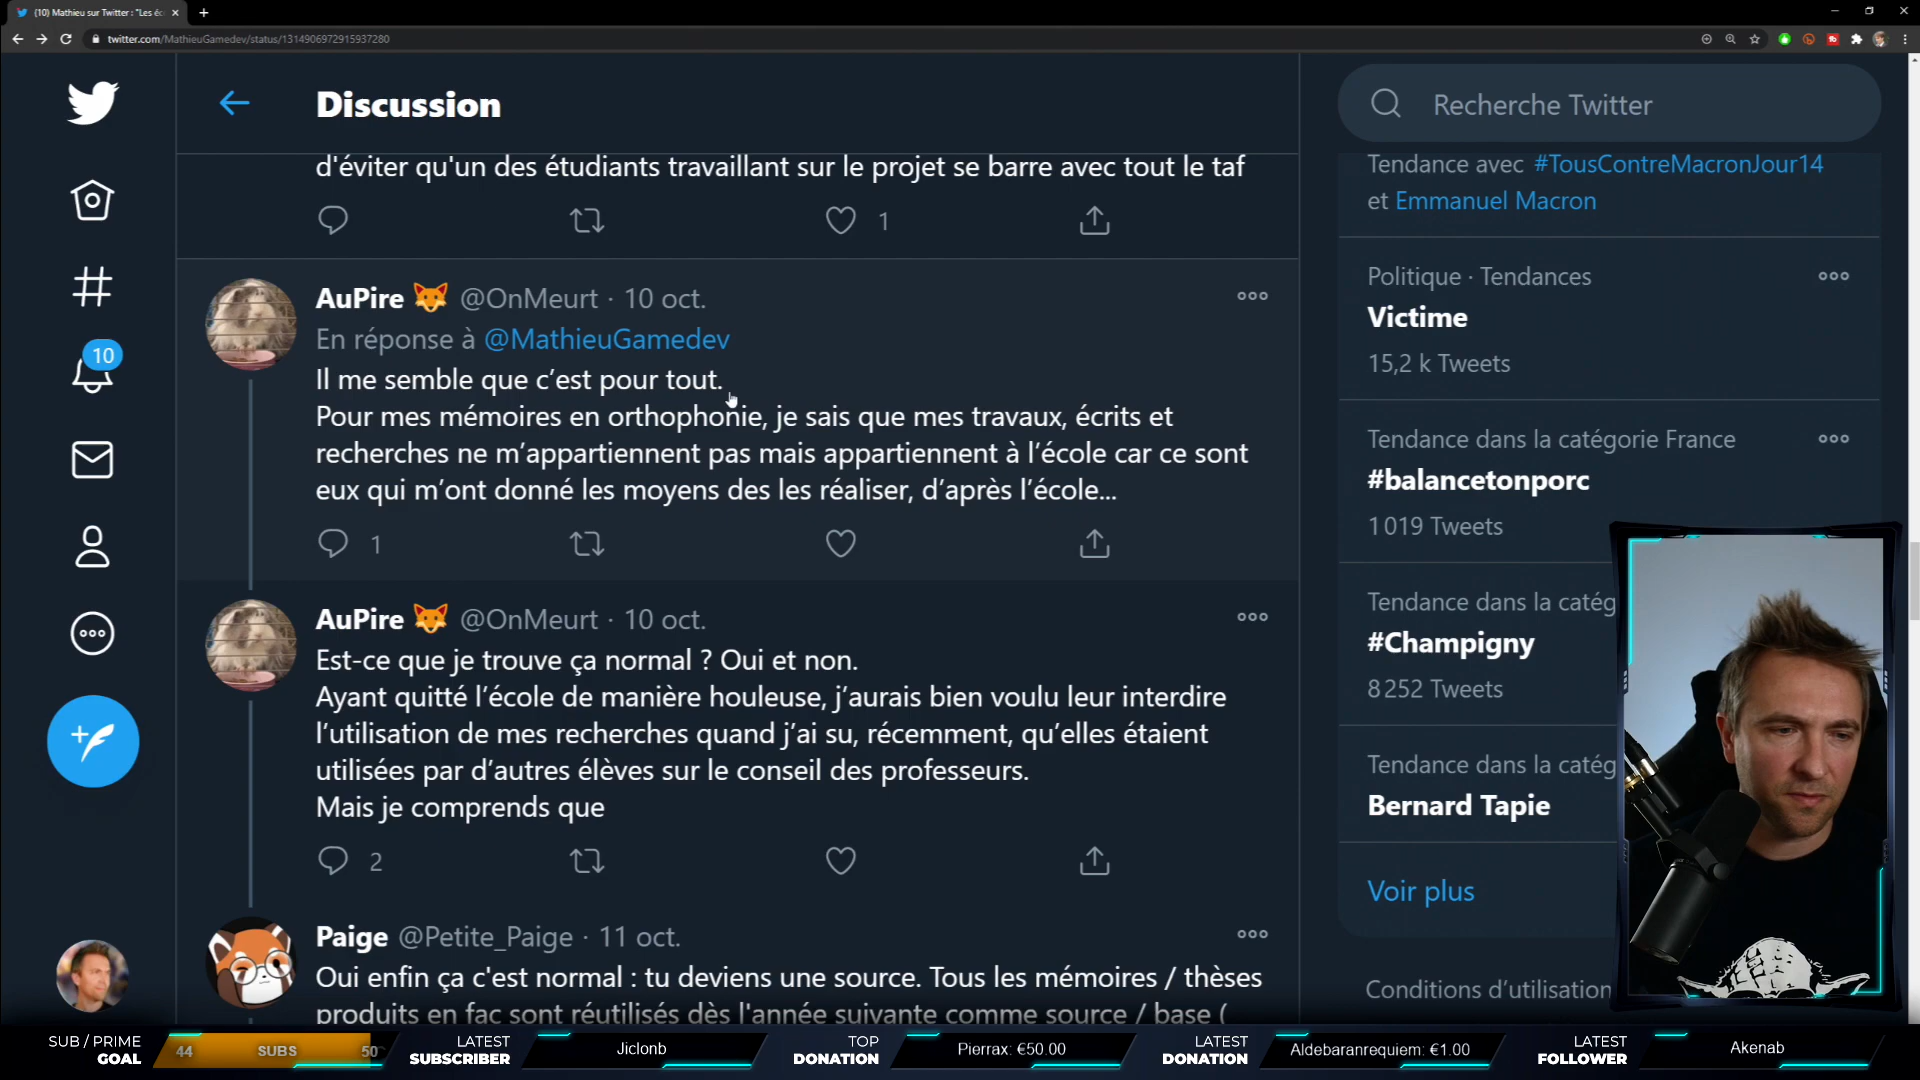 (10) Mathieu sur Twitter : "Les éc
twitter.com/MathieuGamedev/status/1314906972915937280
Discussion
d'éviter qu'un des étudiants travaillant sur le projet se barre avec tout le taf
1
AuPire 🦊 @OnMeurt · 10 oct.
En réponse à @MathieuGamedev
Il me semble que c’est pour tout.
Pour mes mémoires en orthophonie, je sais que mes travaux, écrits et
recherches ne m’appartiennent pas mais appartiennent à l’école car ce sont
eux qui m’ont donné les moyens des les réaliser, d’après l’école...
1
AuPire 🦊 @OnMeurt · 10 oct.
Est-ce que je trouve ça normal ? Oui et non.
Ayant quitté l’école de manière houleuse, j’aurais bien voulu leur interdire
l’utilisation de mes recherches quand j’ai su, récemment, qu’elles étaient
utilisées par d’autres élèves sur le conseil des professeurs.
Mais je comprends que
2
Paige @Petite_Paige · 11 oct.
Oui enfin ça c'est normal : tu deviens une source. Tous les mémoires / thèses
produits en fac sont réutilisés dès l'année suivante comme source / base (
10
Recherche Twitter
Tendance avec #TousContreMacronJour14
et Emmanuel Macron
Politique · Tendances
Victime
15,2 k Tweets
Tendance dans la catégorie France
#balancetonporc
1 019 Tweets
Tendance dans la catég
#Champigny
8 252 Tweets
Tendance dans la catég
Bernard Tapie
Voir plus
Conditions d’utilisation
SUB / PRIME
GOAL
44 SUBS 50
LATEST
SUBSCRIBER
Jiclonb
TOP
DONATION
Pierrax: €50.00
LATEST
DONATION
Aldebaranrequiem: €1.00
LATEST
FOLLOWER
Akenab